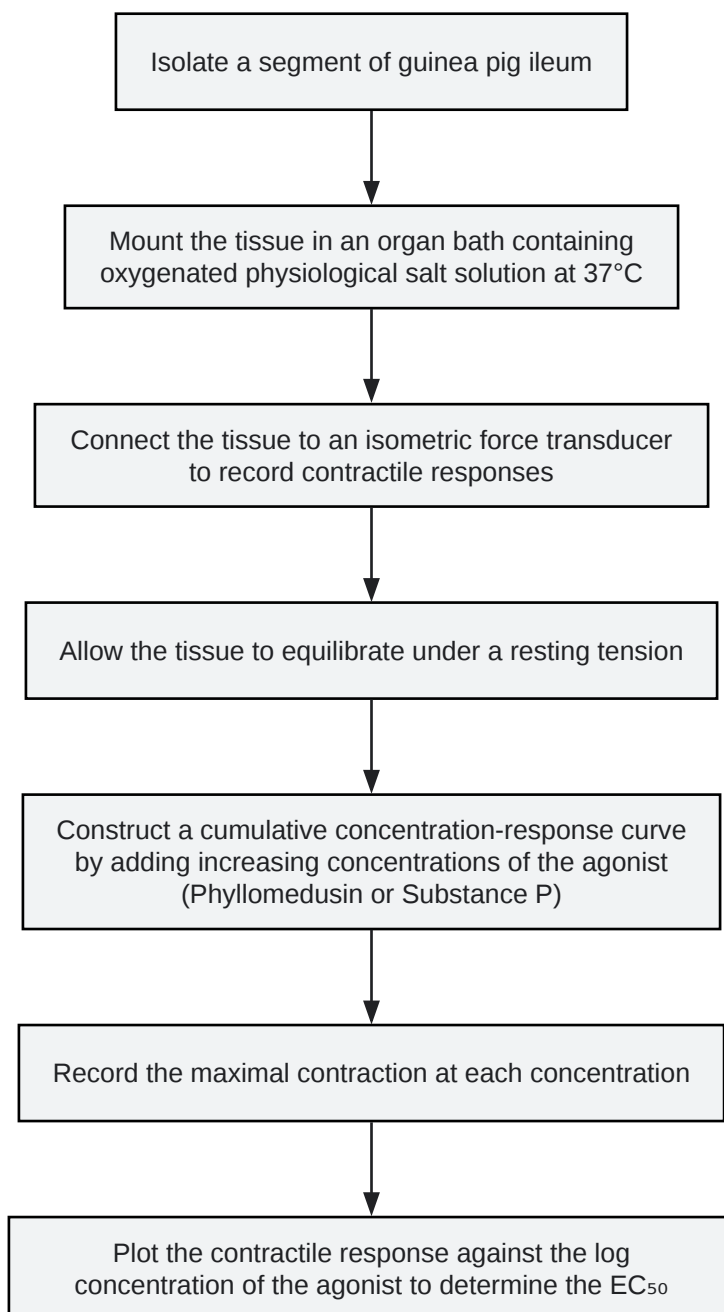 Isolate a segment of guinea pig ileum
Mount the tissue in an organ bath containing
oxygenated physiological salt solution at 37°C
Connect the tissue to an isometric force transducer
to record contractile responses
Allow the tissue to equilibrate under a resting tension
Construct a cumulative concentration-response curve
by adding increasing concentrations of the agonist
(Phyllomedusin or Substance P)
Record the maximal contraction at each concentration
Plot the contractile response against the log
concentration of the agonist to determine the EC₅₀